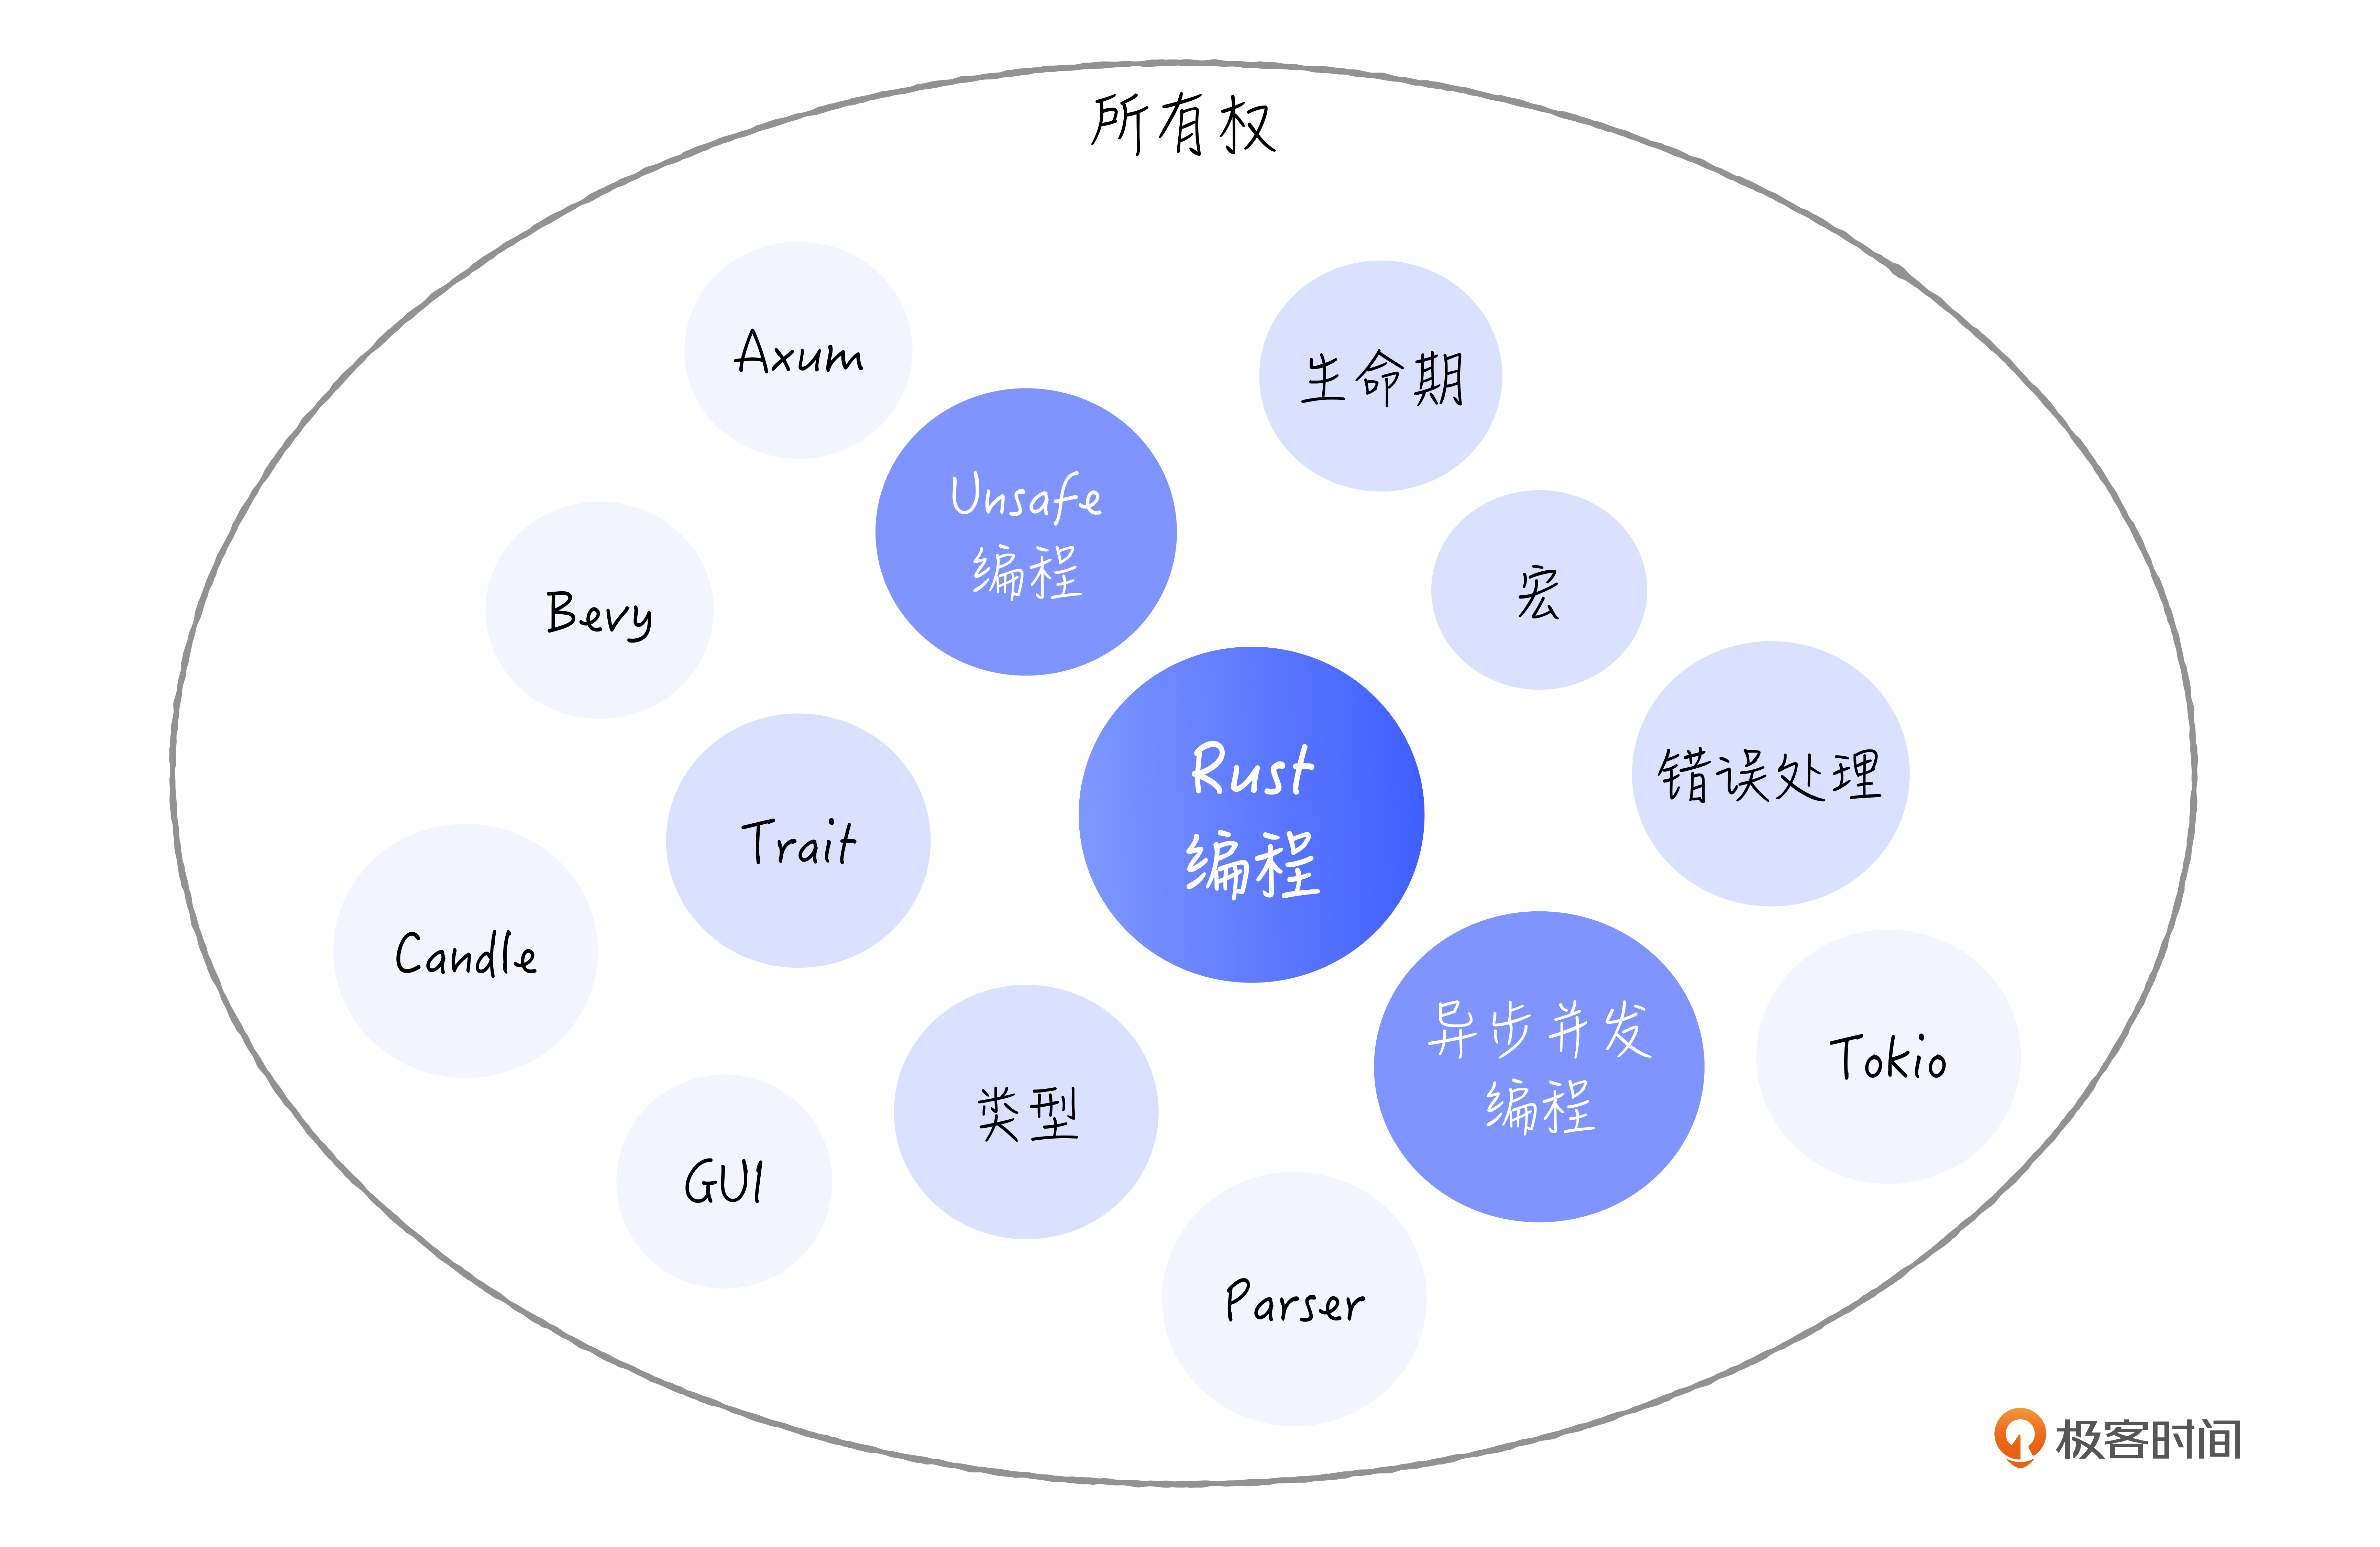 所有权
Axum
生命期
Unsafe
编程
Bevy
宏
Rust
编程
错误处理
Trait
Candle
异步并发
编程
Tokio
类型
GUI
Parser
极客时间